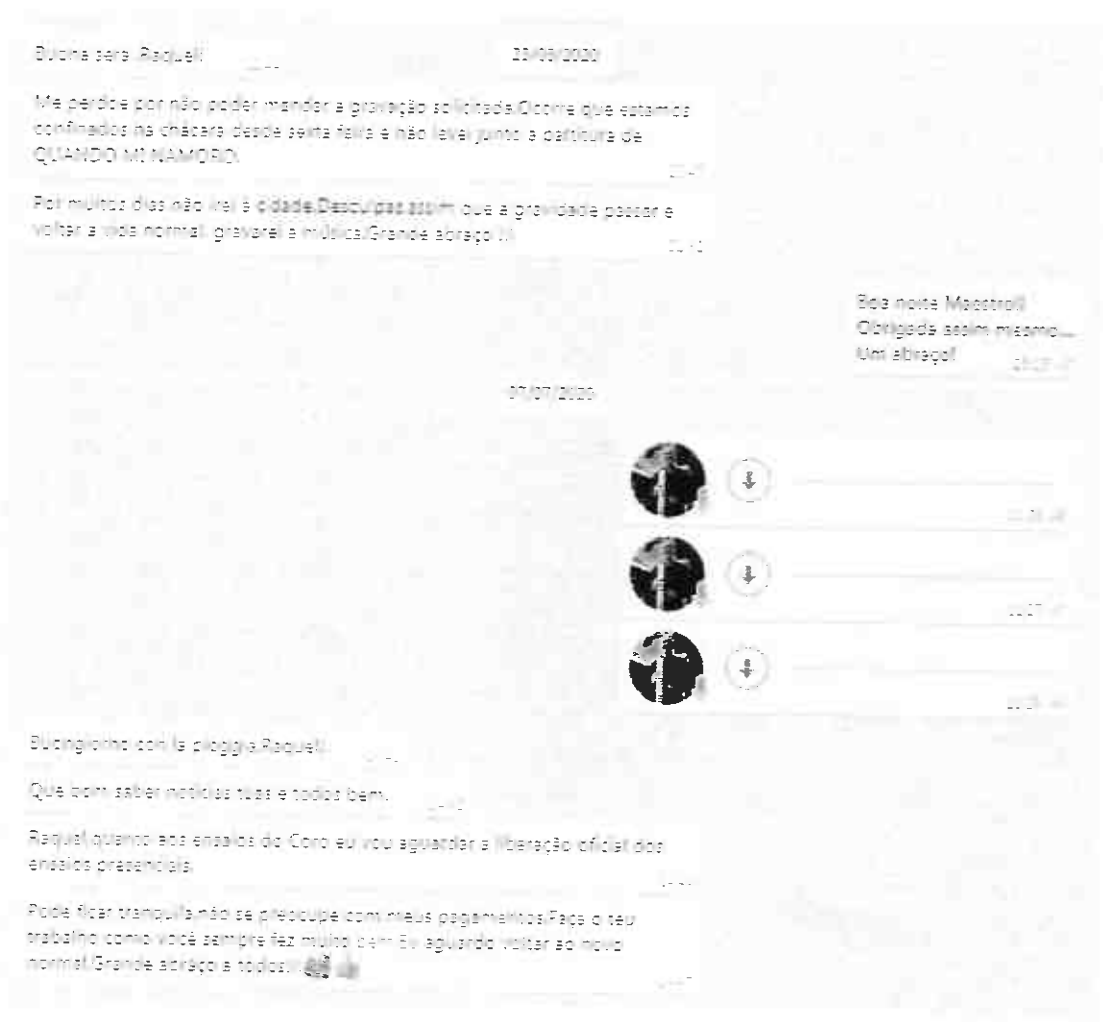 Buona sera Raquel!
Me perdoe por não poder mandar a gravação solicitada.Ocorre que estamos
confinados na chácara desde sexta feira e não levei junto a partitura de
QUANDO MI NAMORO.
Por muitos dias não irei à cidade.Desculpas assim que a gravidade passar e
voltar a vida normal, gravarei a música.Grande abraço
Boa noite Maestro!!
Obrigada assim mesmo....
Um abraço!
07/07/2020
Buongiorno con la pioggia,Raquel!
Que bom saber notícias tuas e todos bem.
Raquel,quanto aos ensaios do Coro eu vou aguardar a liberação oficial dos
ensaios presenciais.
Pode ficar tranquila,não se preocupe com meus pagamentos.Faça o teu
trabalho como você sempre fez muito bem.Eu aguardo voltar ao novo
normal.Grande abraço a todos!